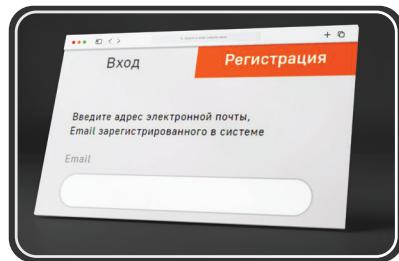 Вход
Регистрация
Введите адрес электронной почты,
Email зарегистрированного в системе
Email